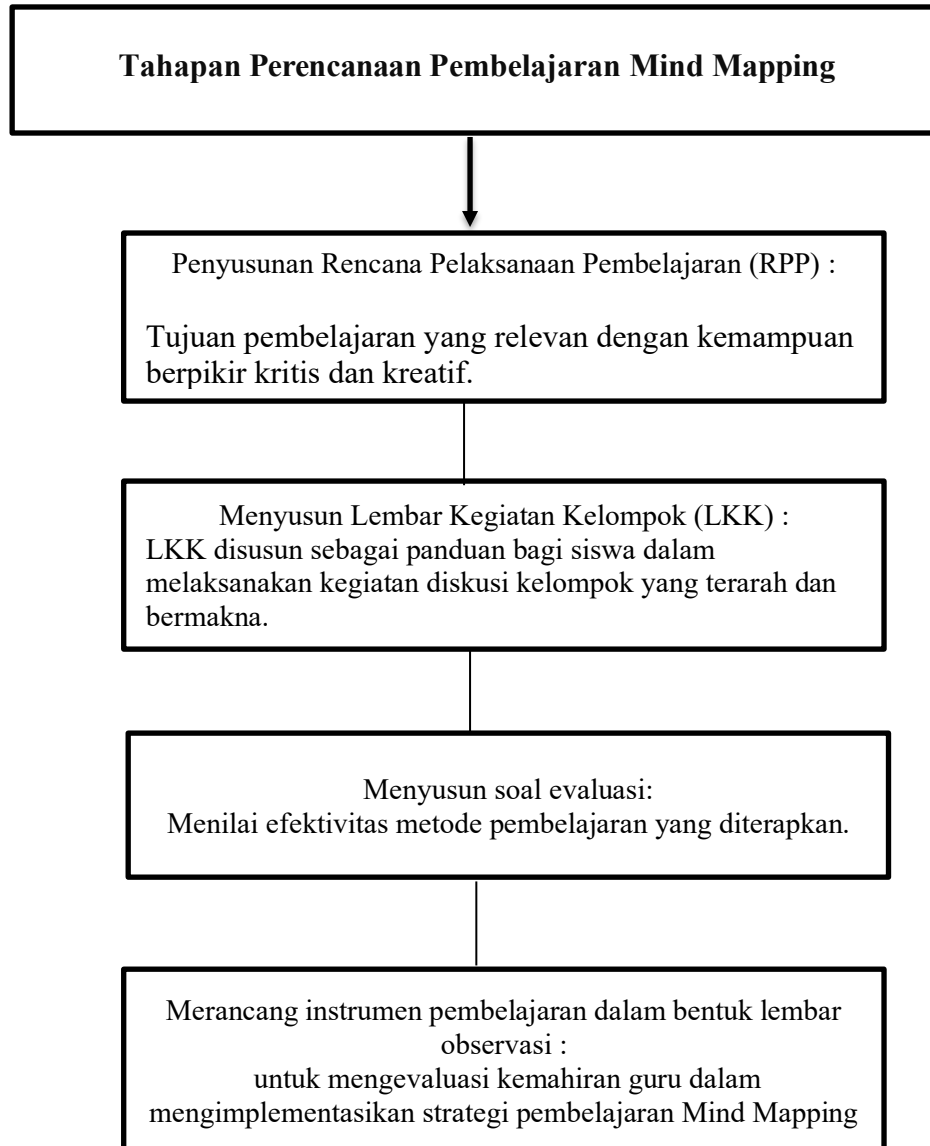 Tahapan Perencanaan Pembelajaran Mind Mapping
Penyusunan Rencana Pelaksanaan Pembelajaran (RPP) :
Tujuan pembelajaran yang relevan dengan kemampuan
berpikir kritis dan kreatif.
Menyusun Lembar Kegiatan Kelompok (LKK) :
LKK disusun sebagai panduan bagi siswa dalam
melaksanakan kegiatan diskusi kelompok yang terarah dan
bermakna.
Menyusun soal evaluasi:
Menilai efektivitas metode pembelajaran yang diterapkan.
Merancang instrumen pembelajaran dalam bentuk lembar
observasi :
untuk mengevaluasi kemahiran guru dalam
mengimplementasikan strategi pembelajaran Mind Mapping